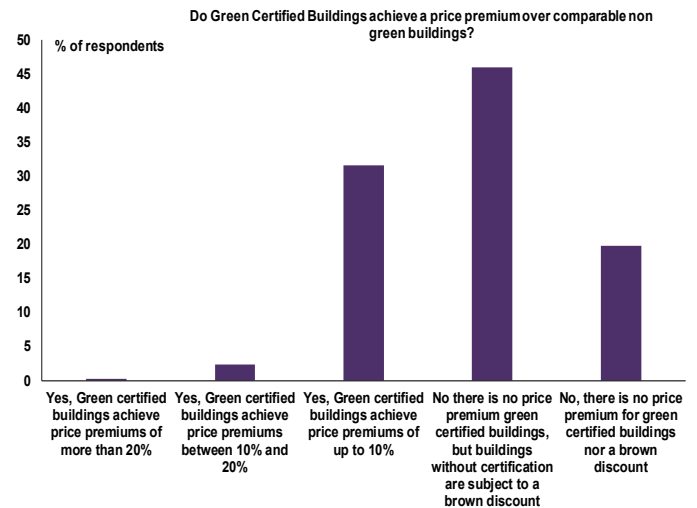 Do Green Certified Buildings achieve a price premium over comparable non
green buildings?
% of respondents
50
45
40
35
30
25
20
15
10
5
0
Yes, Green certified
buildings achieve
price premiums of
more than 20%
Yes, Green certified
buildings achieve
price premiums
between 10% and
20%
Yes, Green certified
buildings achieve
price premiums of
up to 10%
No there is no price
premium green
certified buildings,
but buildings
without certification
are subject to a
brown discount
No, there is no price
premium for green
certified buildings
nor a brown
discount